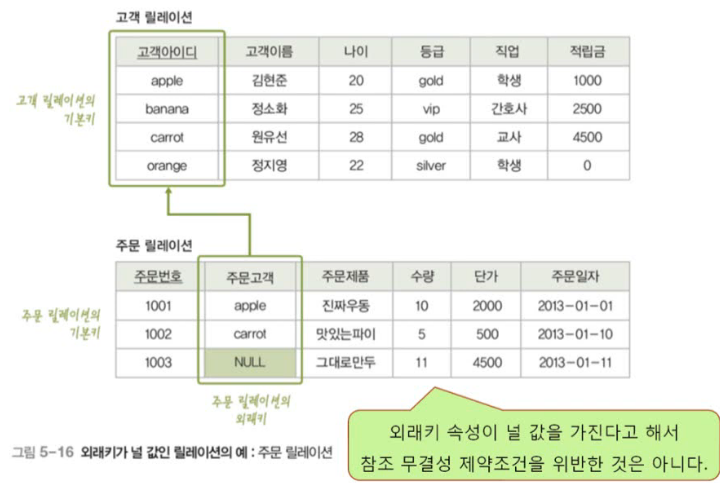 고객 릴레이션
고객아이디 고객이름 나이 등급 직업 적립금
apple 김현준 20 gold 학생 1000
banana 정소화 25 vip 간호사 2500
carrot 원유선 28 gold 교사 4500
orange 정지영 22 silver 학생 0
고객 릴레이션의
기본키
주문 릴레이션
주문번호 주문고객 주문제품 수량 단가 주문일자
1001 apple 진짜우동 10 2000 2013-01-01
1002 carrot 맛있는파이 5 500 2013-01-10
1003 NULL 그대로만두 11 4500 2013-01-11
주문 릴레이션의
기본키
주문 릴레이션의
외래키
외래키 속성이 널 값을 가진다고 해서
참조 무결성 제약조건을 위반한 것은 아니다.
그림 5-16 외래키가 널 값인 릴레이션의 예 : 주문 릴레이션